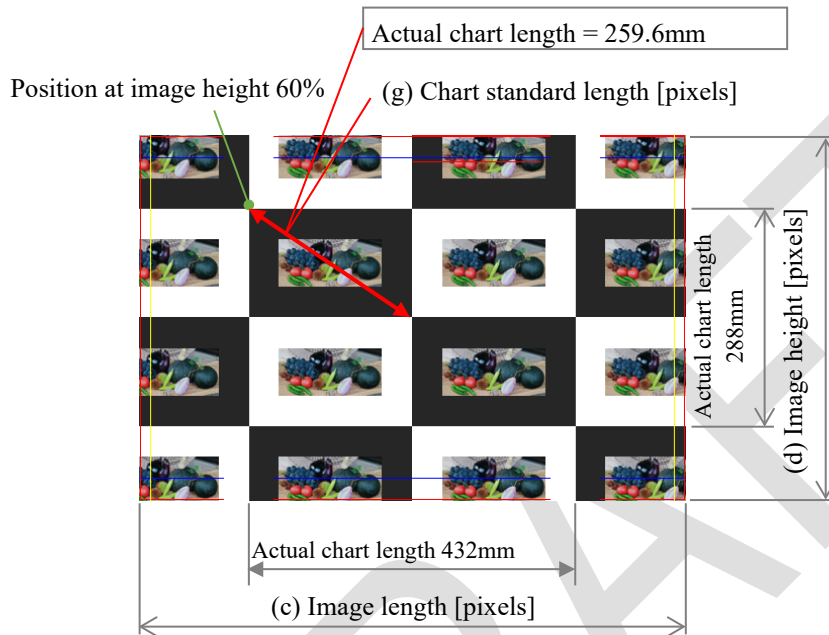 Actual chart length = 259.6mm
Position at image height 60%
(g) Chart standard length [pixels]
Actual chart length
288mm
(d) Image height [pixels]
Actual chart length 432mm
(c) Image length [pixels]